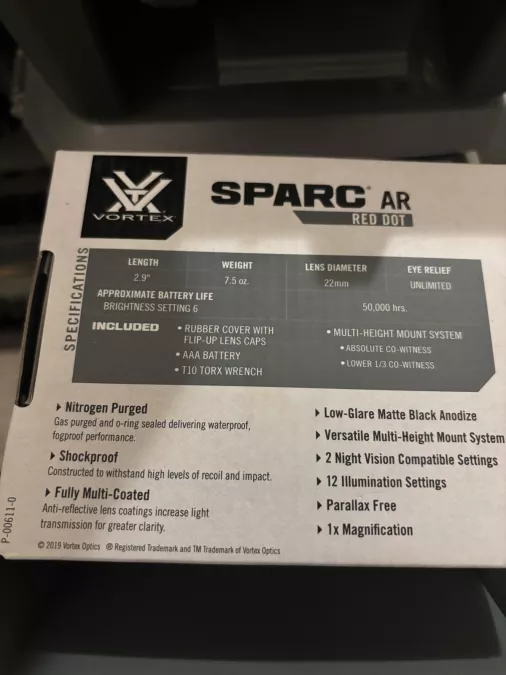 VORTEX
SPARC® AR
RED DOT
SPECIFICATIONS
LENGTH
2.9"
WEIGHT
7.5 oz.
LENS DIAMETER
22mm
EYE RELIEF
UNLIMITED
APPROXIMATE BATTERY LIFE
BRIGHTNESS SETTING 6
50,000 hrs.
INCLUDED
• RUBBER COVER WITH
FLIP-UP LENS CAPS
• AAA BATTERY
• T10 TORX WRENCH
• MULTI-HEIGHT MOUNT SYSTEM
• ABSOLUTE CO-WITNESS
• LOWER 1/3 CO-WITNESS
Nitrogen Purged
Gas purged and o-ring sealed delivering waterproof,
fogproof performance.
Shockproof
Constructed to withstand high levels of recoil and impact.
Fully Multi-Coated
Anti-reflective lens coatings increase light
transmission for greater clarity.
Low-Glare Matte Black Anodize
Versatile Multi-Height Mount System
2 Night Vision Compatible Settings
12 Illumination Settings
Parallax Free
1x Magnification
P-00611-0
© 2019 Vortex Optics ® Registered Trademark and TM Trademark of Vortex Optics